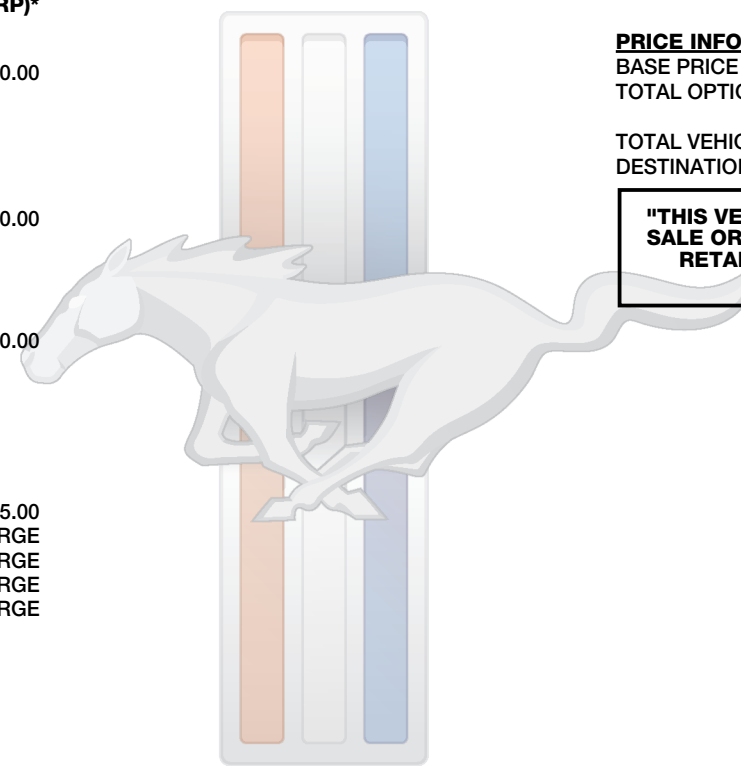 RP)*
0.00
0.00
0.00
5.00
RGE
RGE
RGE
RGE
PRICE INFO
BASE PRICE
TOTAL OPTIO
TOTAL VEHIC
DESTINATION
"THIS VE
SALE OR
RETAI